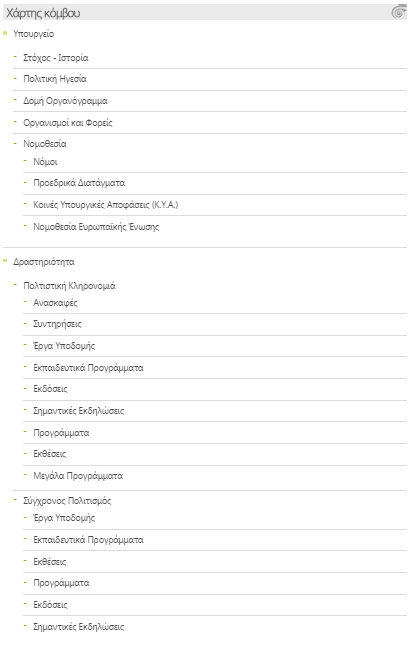 Χάρτης κόμβου
Υπουργείο
- Στόχος - Ιστορία
- Πολιτική Ηγεσία
- Δομή Οργανόγραμμα
- Οργανισμοί και Φορείς
- Νομοθεσία
- Νόμοι
- Προεδρικά Διατάγματα
- Κοινές Υπουργικές Αποφάσεις (Κ.Υ.Α.)
- Νομοθεσία Ευρωπαϊκής Ένωσης
Δραστηριότητα
- Πολτιστική Κληρονομιά
- Ανασκαφές
- Συντηρήσεις
- Έργα Υποδομής
- Εκπαιδευτικά Προγράμματα
- Εκδόσεις
- Σημαντικές Εκδηλώσεις
- Προγράμματα
- Εκθέσεις
- Μεγάλα Προγράμματα
- Σύγχρονος Πολιτισμός
- Έργα Υποδομής
- Εκπαιδευτικά Προγράμματα
- Εκθέσεις
- Προγράμματα
- Εκδόσεις
- Σημαντικές Εκδηλώσεις